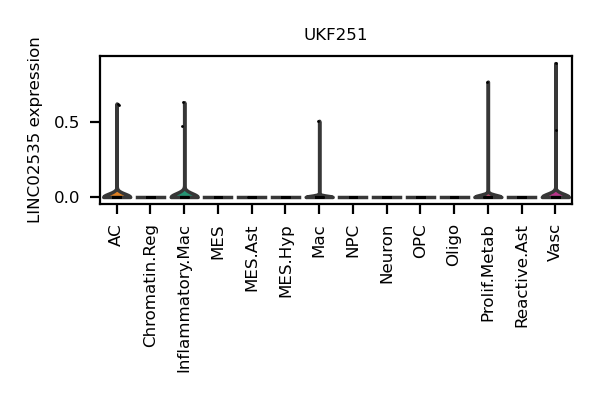 UKF251
LINC02535 expression
0.5
0.0
AC
Chromatin.Reg
Inflammatory.Mac
MES
MES.Ast
MES.Hyp
Mac
NPC
Neuron
OPC
Oligo
Prolif.Metab
Reactive.Ast
Vasc